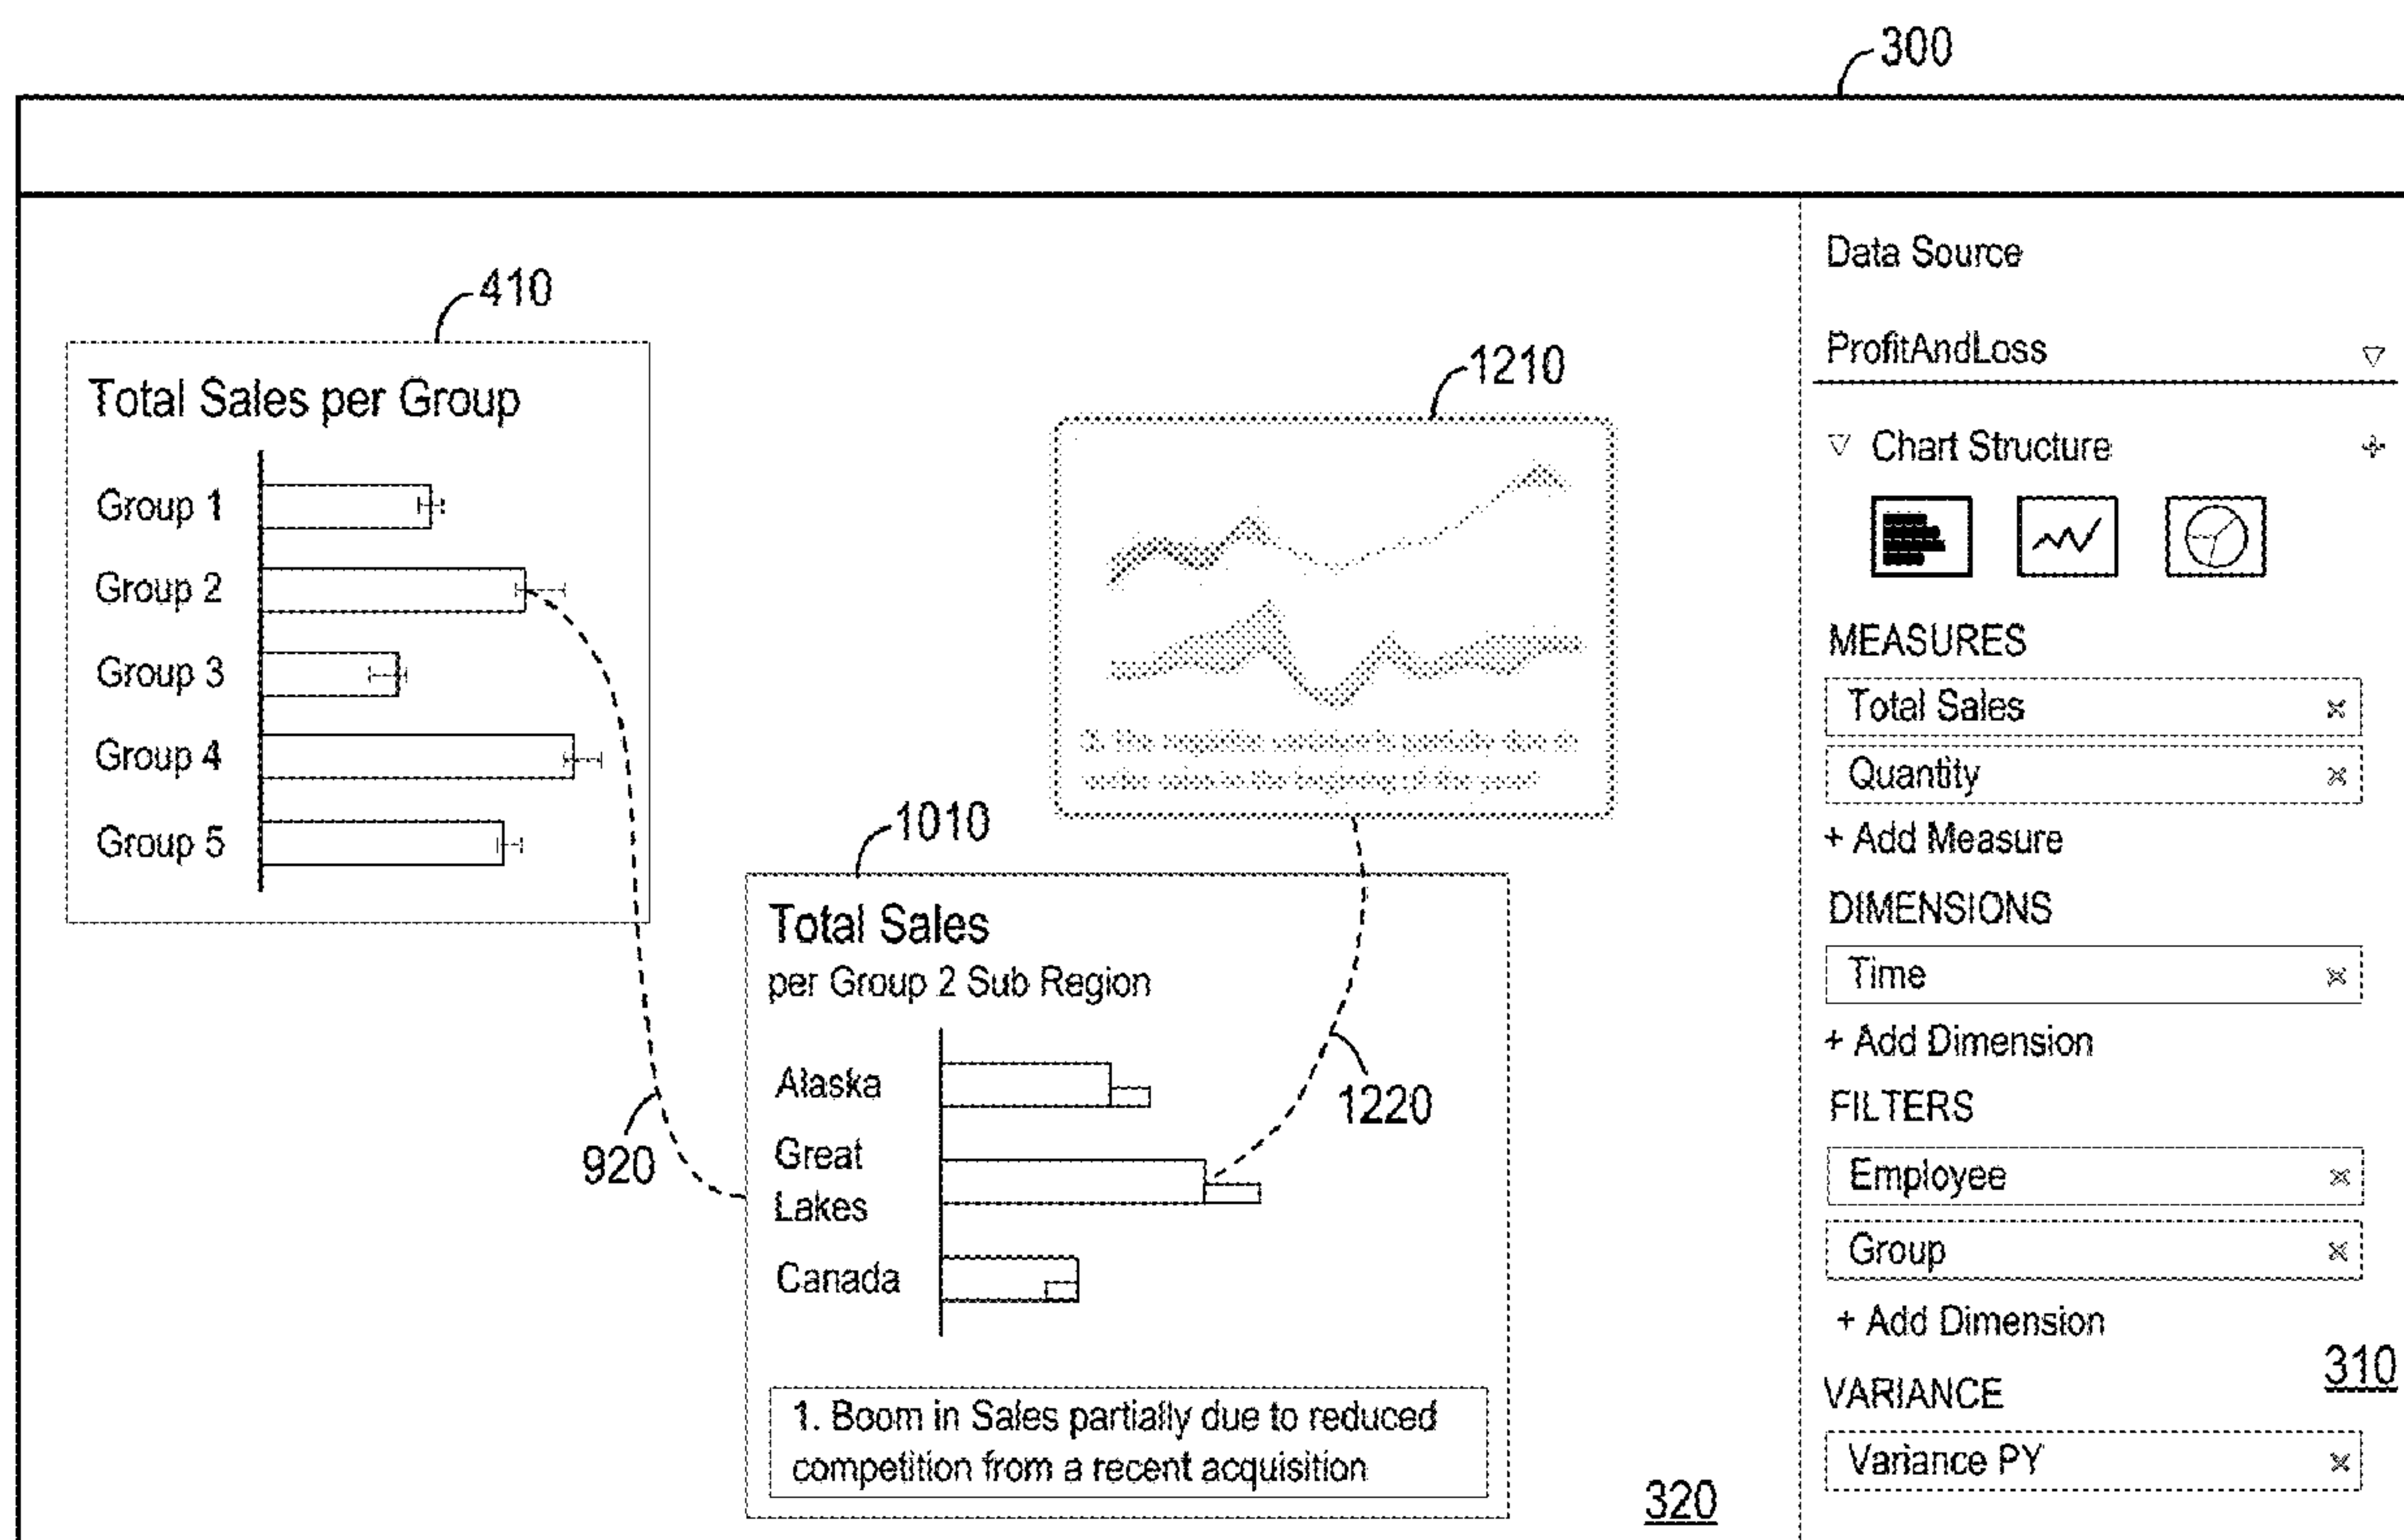 300
410
Total Sales per Group
Group 1
Group 2
Group 3
Group 4
Group 5
920
1210
1010
Total Sales
per Group 2 Sub Region
Alaska
Great
Lakes
Canada
1220
1. Boom in Sales partially due to reduced
competition from a recent acquisition
320
Data Source
ProfitAndLoss
Chart Structure
MEASURES
Total Sales
Quantity
+ Add Measure
DIMENSIONS
Time
+ Add Dimension
FILTERS
Employee
Group
+ Add Dimension
310
VARIANCE
Variance PY